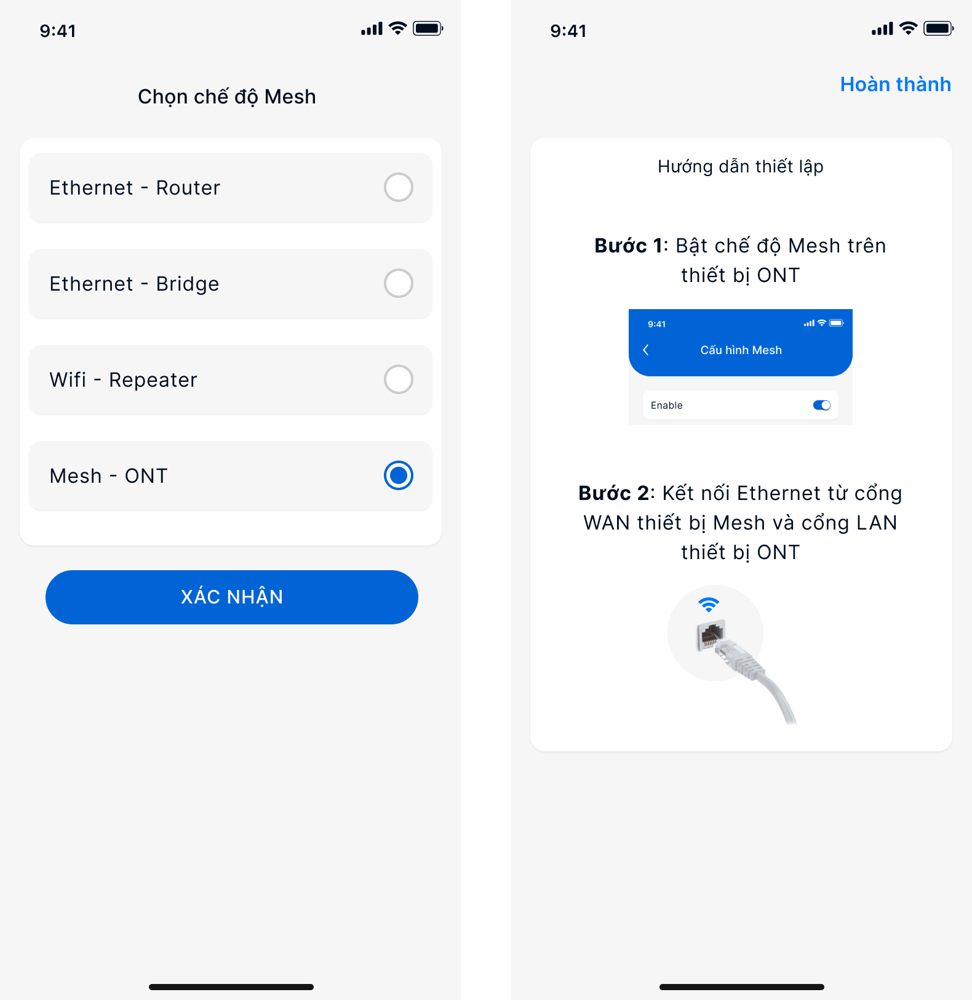 9:41
Chọn chế độ Mesh
Ethernet - Router
Ethernet - Bridge
Wifi - Repeater
Mesh - ONT
XÁC NHẬN
9:41
Hoàn thành
Hướng dẫn thiết lập
Bước 1: Bật chế độ Mesh trên
thiết bị ONT
9:41
Cấu hình Mesh
Enable
Bước 2: Kết nối Ethernet từ cổng
WAN thiết bị Mesh và cổng LAN
thiết bị ONT